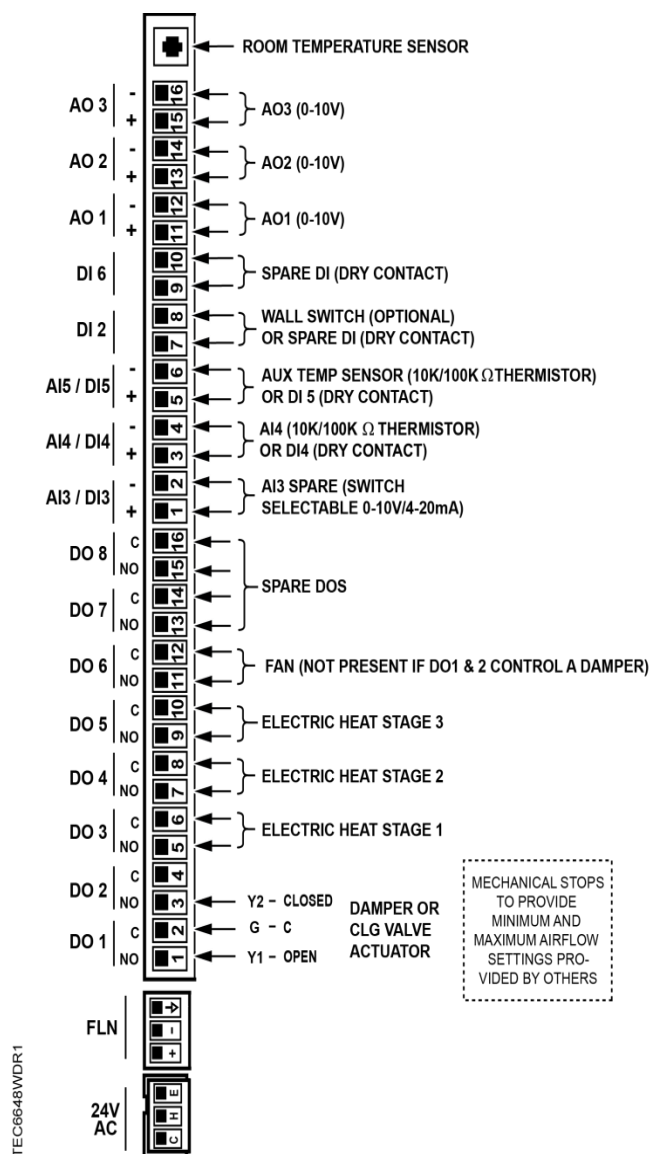 ROOM TEMPERATURE SENSOR
AO 3
-
+
16
15
AO3 (0-10V)
AO 2
-
+
14
13
AO2 (0-10V)
AO 1
-
+
12
11
AO1 (0-10V)
DI 6
10
9
SPARE DI (DRY CONTACT)
DI 2
8
7
WALL SWITCH (OPTIONAL)
OR SPARE DI (DRY CONTACT)
AI5 / DI5
-
+
6
5
AUX TEMP SENSOR (10K/100K Ω THERMISTOR)
OR DI 5 (DRY CONTACT)
AI4 / DI4
-
+
4
3
AI4 (10K/100K Ω THERMISTOR)
OR DI4 (DRY CONTACT)
AI3 / DI3
-
+
2
1
AI3 SPARE (SWITCH
SELECTABLE 0-10V/4-20mA)
DO 8
C
NO
16
15
DO 7
C
NO
14
13
SPARE DOS
DO 6
C
NO
12
11
FAN (NOT PRESENT IF DO1 & 2 CONTROL A DAMPER)
DO 5
C
NO
10
9
ELECTRIC HEAT STAGE 3
DO 4
C
NO
8
7
ELECTRIC HEAT STAGE 2
DO 3
C
NO
6
5
ELECTRIC HEAT STAGE 1
DO 2
C
NO
4
3
Y2 - CLOSED
DO 1
C
NO
2
1
G - C
Y1 - OPEN
DAMPER OR
CLG VALVE
ACTUATOR
MECHANICAL STOPS
TO PROVIDE
MINIMUM AND
MAXIMUM AIRFLOW
SETTINGS PRO-
VIDED BY OTHERS
FLN
-
+
24V
AC
E
H
C
TEC6648WDR1